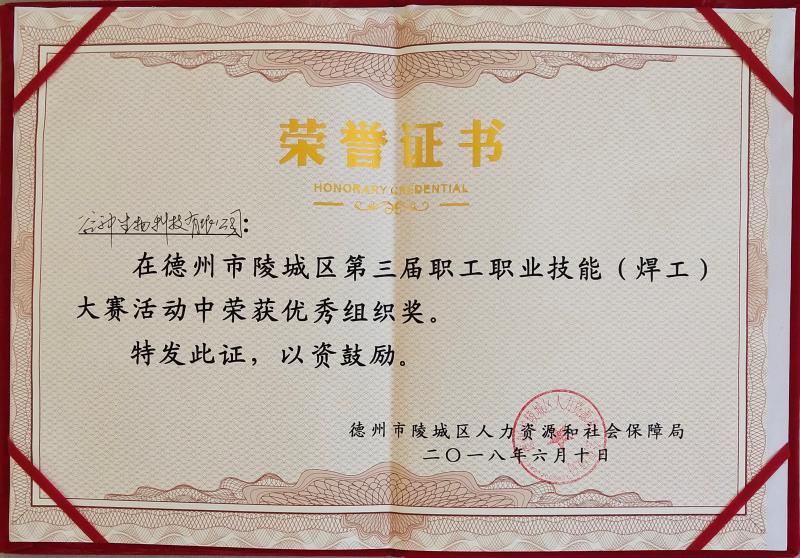 荣誉证书
HONORARY CREDENTIAL
谷神生物科技有限公司：
在德州市陵城区第三届职工职业技能（焊工）
大赛活动中荣获优秀组织奖。
特发此证，以资鼓励。
德州市陵城区人力资源和社会保障局
二〇一八年六月十日